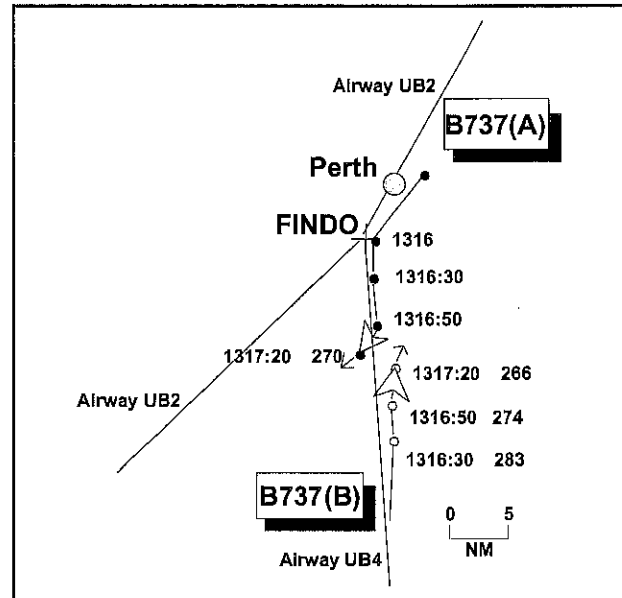 Airway UB2
B737(A)
Perth
FINDO
1316
1316:30
1316:50
1317:20 270
1317:20 266
Airway UB2
1316:50 274
1316:30 283
B737(B)
0 5
NM
Airway UB4